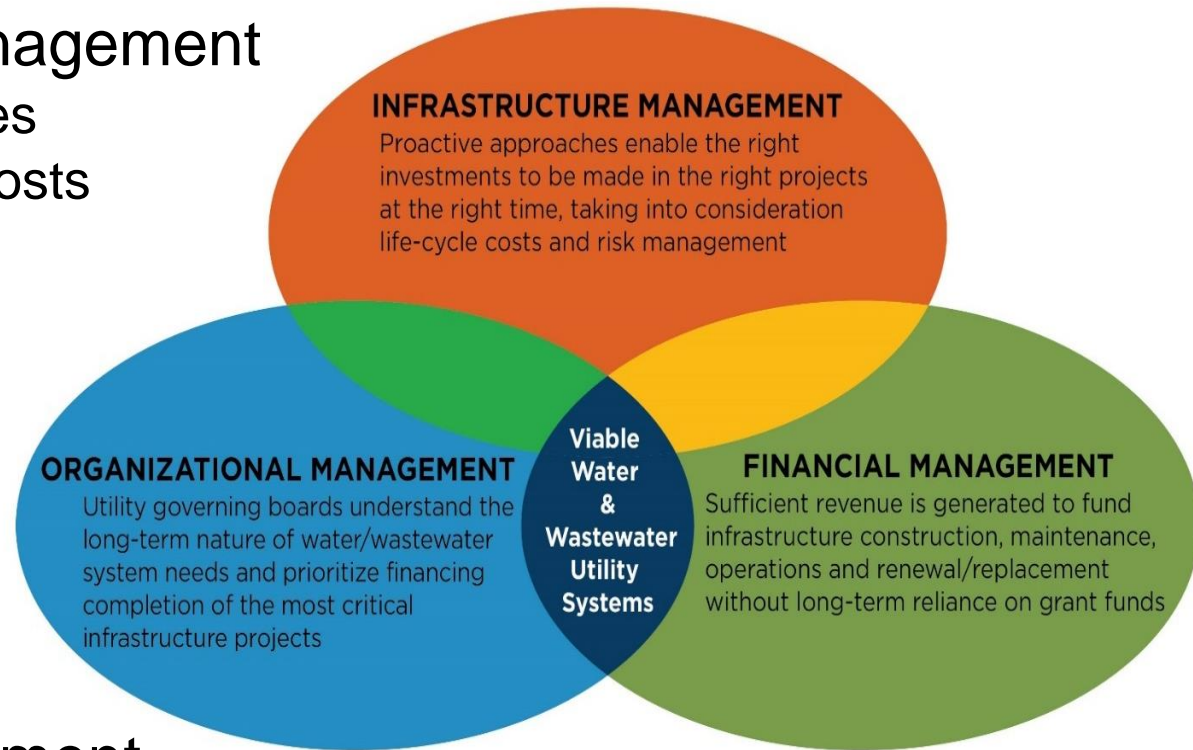 nagement
es
osts
INFRASTRUCTURE MANAGEMENT
Proactive approaches enable the right
investments to be made in the right projects
at the right time, taking into consideration
life-cycle costs and risk management
ORGANIZATIONAL MANAGEMENT
Utility governing boards understand the
long-term nature of water/wastewater
system needs and prioritize financing
completion of the most critical
infrastructure projects
Viable
Water
&
Wastewater
Utility
Systems
FINANCIAL MANAGEMENT
Sufficient revenue is generated to fund
infrastructure construction, maintenance,
operations and renewal/replacement
without long-term reliance on grant funds